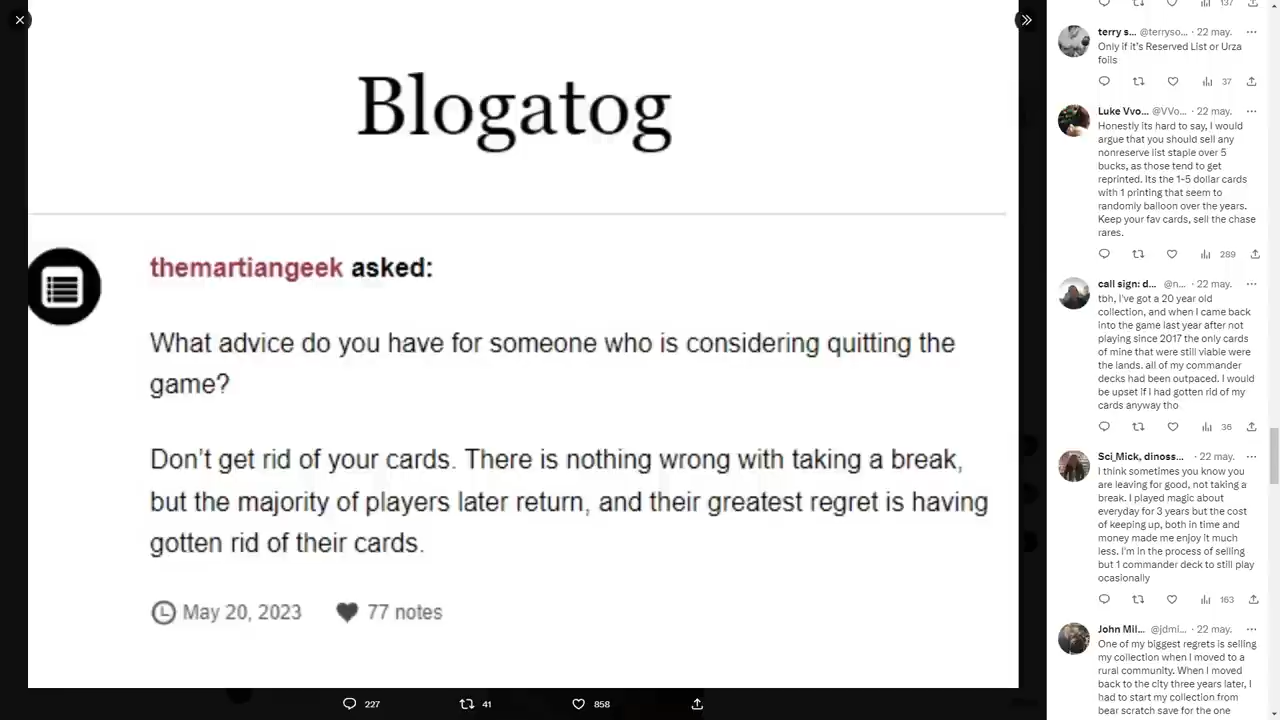 Blogatog
themartiangeek asked:
What advice do you have for someone who is considering quitting the
game?
Don't get rid of your cards. There is nothing wrong with taking a break,
but the majority of players later return, and their greatest regret is having
gotten rid of their cards.
May 20, 2023 77 notes
227 41 858
137
terry s... @terryso... · 22 may.
Only if it's Reserved List or Urza
foils
37
Luke Vvo... @VVo... · 22 may.
Honestly its hard to say, I would
argue that you should sell any
nonreserve list staple over 5
bucks, as those tend to get
reprinted. Its the 1-5 dollar cards
with 1 printing that seem to
randomly balloon over the years.
Keep your fav cards, sell the chase
rares.
289
call sign: d... @n... · 22 may.
tbh, I've got a 20 year old
collection, and when I came back
into the game last year after not
playing since 2017 the only cards
of mine that were still viable were
the lands. all of my commander
decks had been outpaced. I would
be upset if I had gotten rid of my
cards anyway tho
36
Sci_Mick, dinoss... · 22 may.
I think sometimes you know you
are leaving for good, not taking a
break. I played magic about
everyday for 3 years but the cost
of keeping up, both in time and
money made me enjoy it much
less. I'm in the process of selling
but 1 commander deck to still play
ocasionally
163
John Mil... @jdmi... · 22 may.
One of my biggest regrets is selling
my collection when I moved to a
rural community. When I moved
back to the city three years later, I
had to start my collection from
bear scratch save for the one